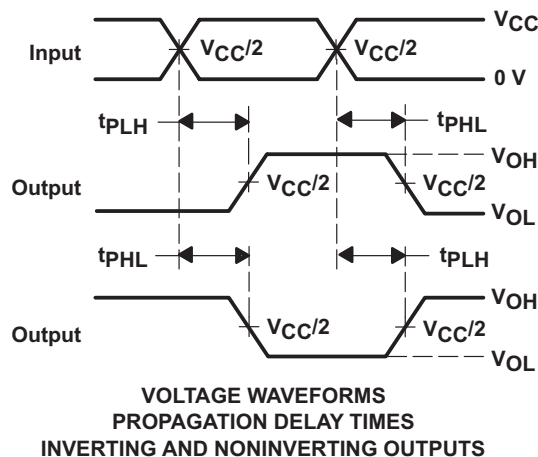 VCC
Input VCC/2 VCC/2
0 V
tPLH tPHL
VOH
Output VCC/2 VCC/2
VOL
tPHL tPLH
VOH
Output VCC/2 VCC/2
VOL
VOLTAGE WAVEFORMS
PROPAGATION DELAY TIMES
INVERTING AND NONINVERTING OUTPUTS